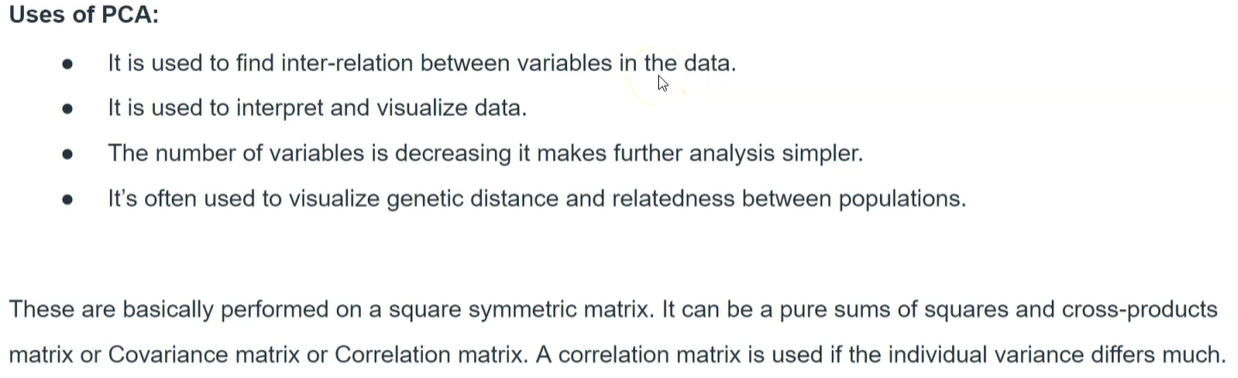 Uses of PCA:
● It is used to find inter-relation between variables in the data.
● It is used to interpret and visualize data.
● The number of variables is decreasing it makes further analysis simpler.
● It’s often used to visualize genetic distance and relatedness between populations.
These are basically performed on a square symmetric matrix. It can be a pure sums of squares and cross-products
matrix or Covariance matrix or Correlation matrix. A correlation matrix is used if the individual variance differs much.